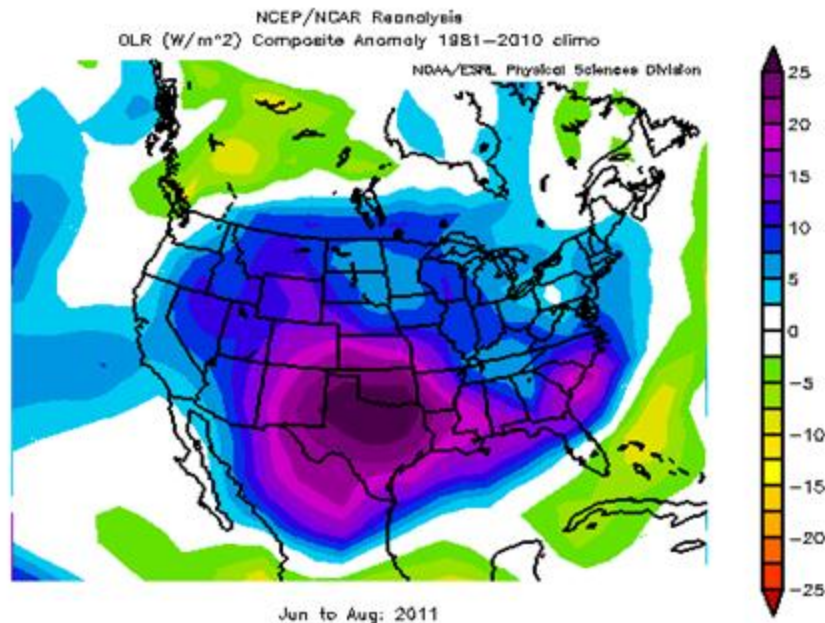 NCEP/NCAR Reanalysis
OLR (W/m^2) Composite Anomaly 1981-2010 climo
NOAA/ESRL Physical Sciences Division
25
20
15
10
5
0
-5
-10
-15
-20
-25
Jun to Aug: 2011